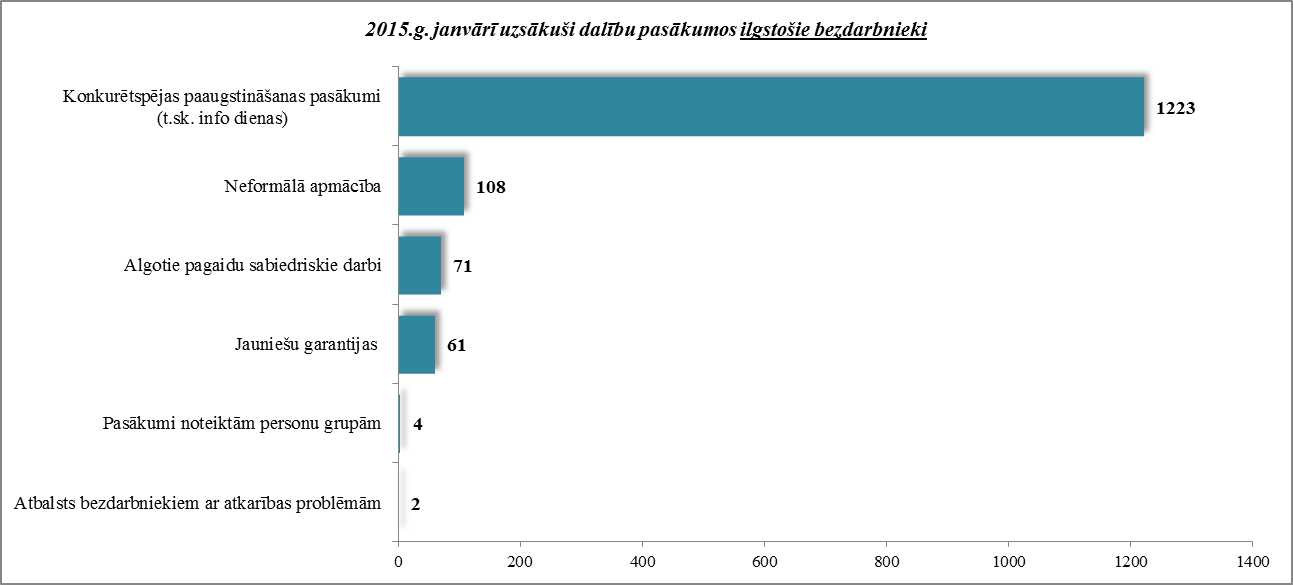 2015.g. janvārī uzsākuši dalību pasākumos ilgstošie bezdarbnieki
Konkurētspējas paaugstināšanas pasākumi
(t.sk. info dienas)
1223
Neformālā apmācība
108
Algotie pagaidu sabiedriskie darbi
71
Jauniešu garantijas
61
Pasākumi noteiktām personu grupām
4
Atbalsts bezdarbniekiem ar atkarības problēmām
2
0 200 400 600 800 1000 1200 1400